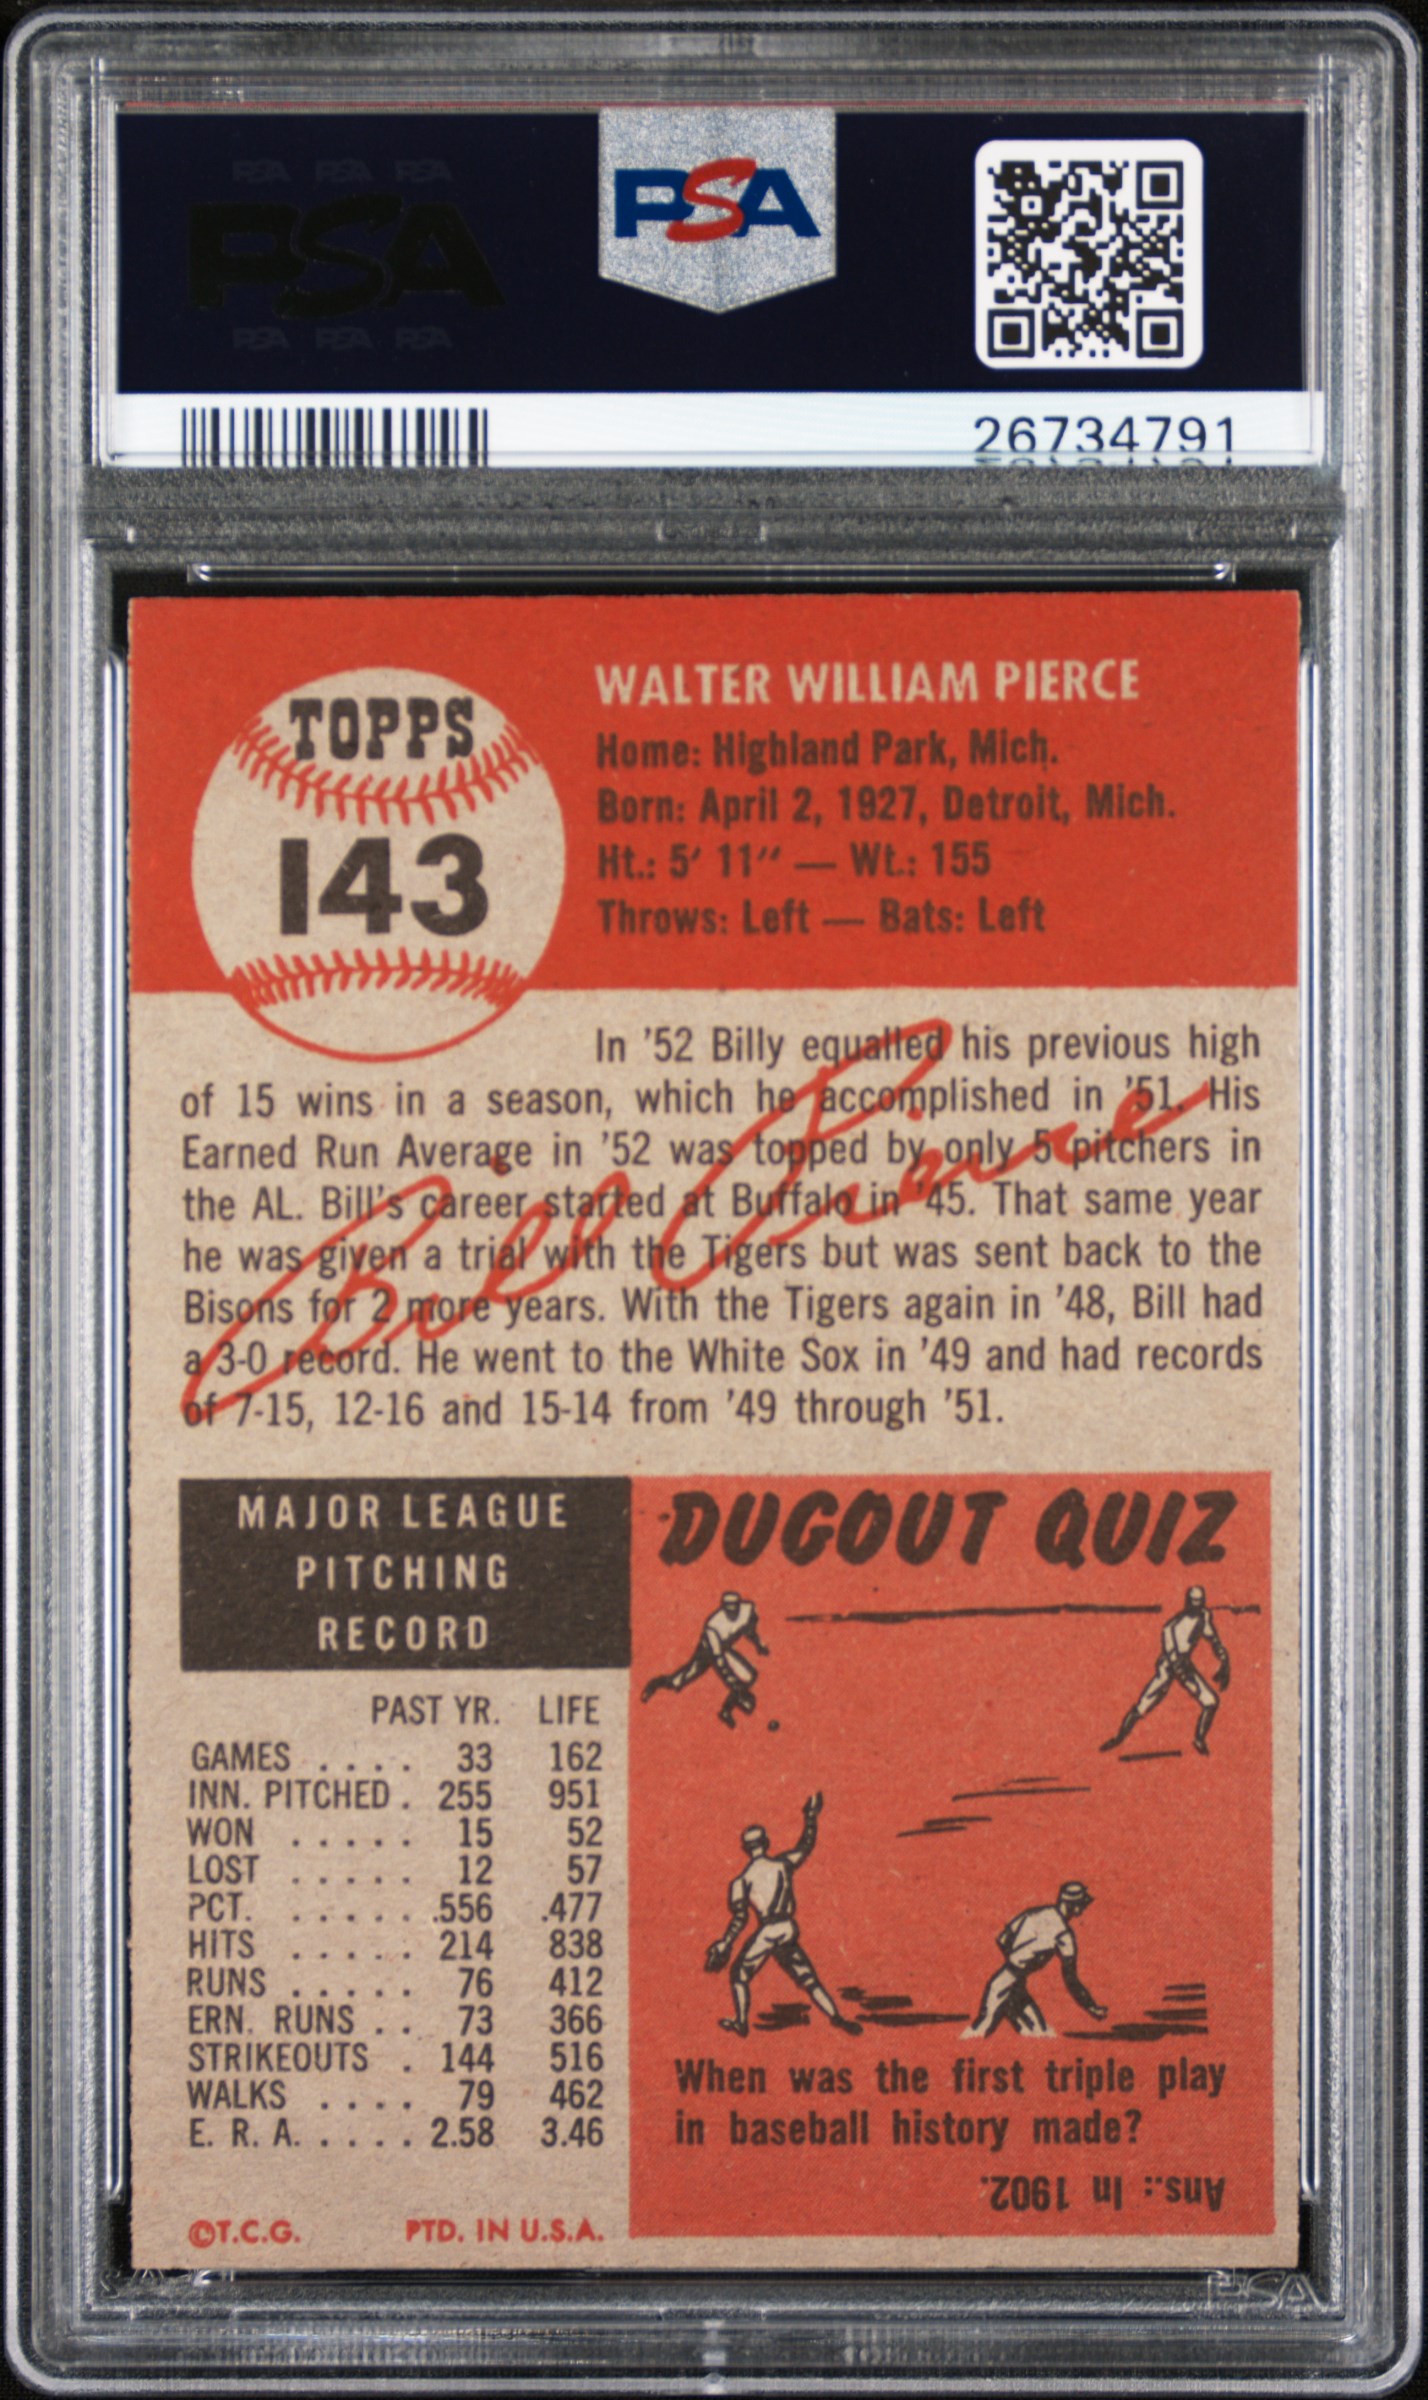 PSA PSA PSA
PSA
PSA PSA PSA
PSA
26734791
TOPPS
143
WALTER WILLIAM PIERCE
Home: Highland Park, Mich.
Born: April 2, 1927, Detroit, Mich.
Ht.: 5' 11" — Wt.: 155
Throws: Left — Bats: Left
In '52 Billy equalled his previous high
of 15 wins in a season, which he accomplished in '51. His
Earned Run Average in '52 was topped by only 5 pitchers in
the AL. Bill's career started at Buffalo in '45. That same year
he was given a trial with the Tigers but was sent back to the
Bisons for 2 more years. With the Tigers again in '48, Bill had
a 3-0 record. He went to the White Sox in '49 and had records
of 7-15, 12-16 and 15-14 from '49 through '51.
Bill Pierce
MAJOR LEAGUE
PITCHING
RECORD
PAST YR. LIFE
GAMES .... 33 162
INN. PITCHED . 255 951
WON ..... 15 52
LOST ..... 12 57
PCT. ..... .556 .477
HITS ..... 214 838
RUNS ..... 76 412
ERN. RUNS .. 73 366
STRIKEOUTS . 144 516
WALKS .... 79 462
E. R. A. ..... 2.58 3.46
©T.C.G. PTD. IN U.S.A.
DUGOUT QUIZ
When was the first triple play
in baseball history made?
Ans.: In 1902.
PSA